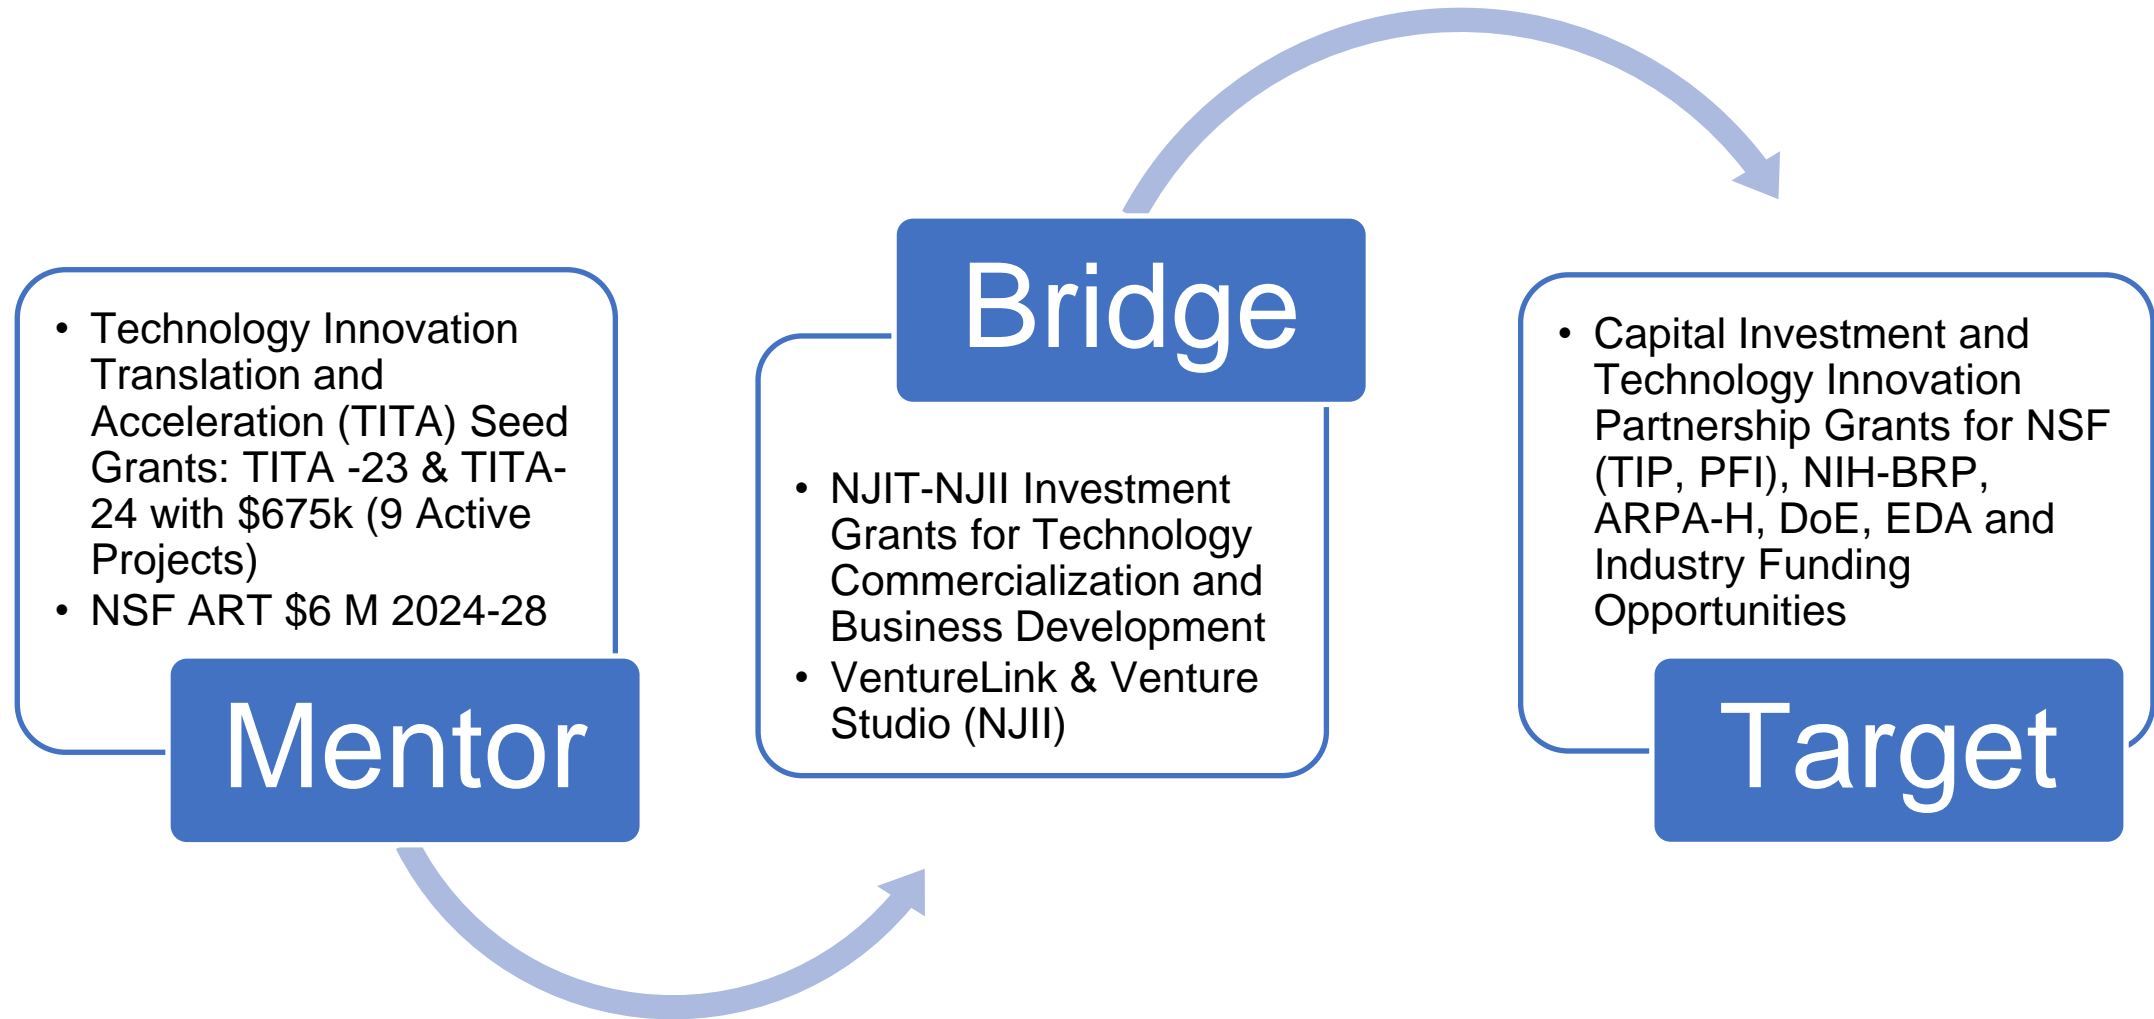 • Technology Innovation
Translation and
Acceleration (TITA) Seed
Grants: TITA -23 & TITA-
24 with $675k (9 Active
Projects)
• NSF ART $6 M 2024-28
Mentor
Bridge
• NJIT-NJII Investment
Grants for Technology
Commercialization and
Business Development
• VentureLink & Venture
Studio (NJII)
• Capital Investment and
Technology Innovation
Partnership Grants for NSF
(TIP, PFI), NIH-BRP,
ARPA-H, DoE, EDA and
Industry Funding
Opportunities
Target